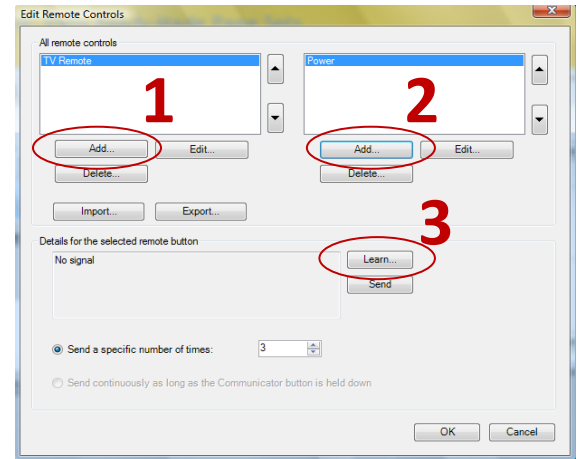 Edit Remote Controls
All remote controls
TV Remote
Power
1
2
Add...
Edit...
Add...
Edit...
Delete...
Delete...
Import...
Export...
3
Details for the selected remote button
No signal
Learn...
Send
Send a specific number of times:
3
Send continuously as long as the Communicator button is held down
OK
Cancel